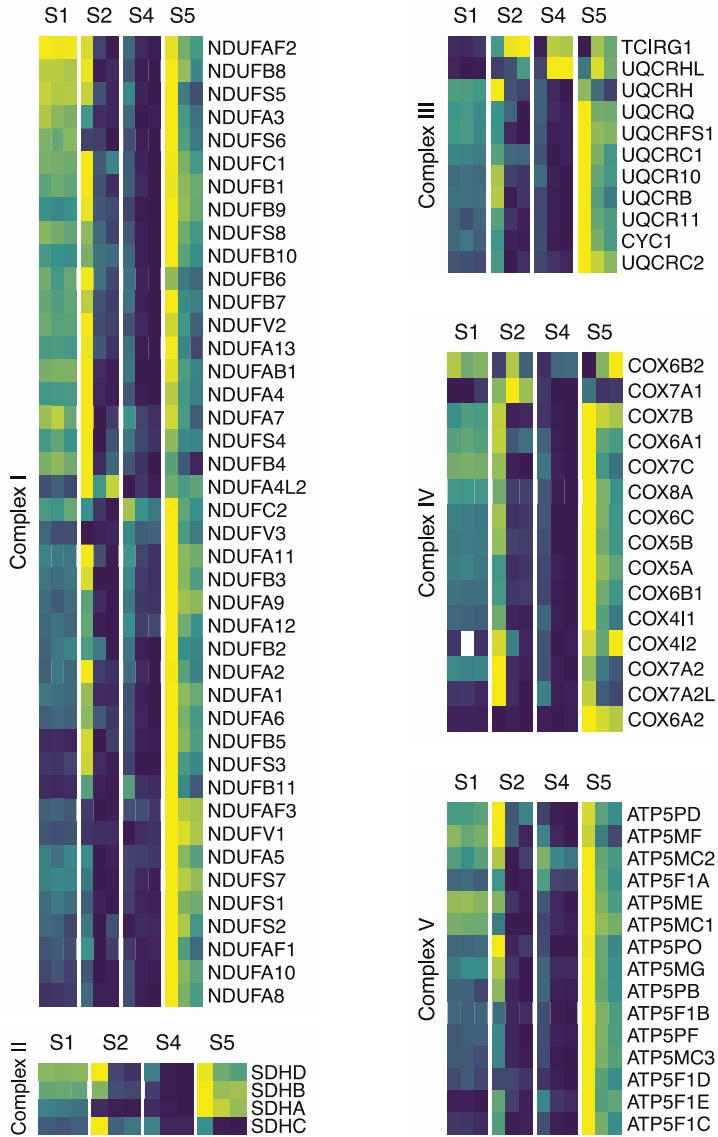 S1 S2 S4 S5
Complex I
NDUFAF2
NDUFB8
NDUFS5
NDUFA3
NDUFS6
NDUFC1
NDUFB1
NDUFB9
NDUFS8
NDUFB10
NDUFB6
NDUFB7
NDUFV2
NDUFA13
NDUFAB1
NDUFA4
NDUFA7
NDUFS4
NDUFB4
NDUFA4L2
NDUFC2
NDUFV3
NDUFA11
NDUFB3
NDUFA9
NDUFA12
NDUFB2
NDUFA2
NDUFA1
NDUFA6
NDUFB5
NDUFS3
NDUFB11
NDUFAF3
NDUFV1
NDUFA5
NDUFS7
NDUFS1
NDUFS2
NDUFAF1
NDUFA10
NDUFA8
S1 S2 S4 S5
Complex II
SDHD
SDHB
SDHA
SDHC
S1 S2 S4 S5
Complex III
TCIRG1
UQCRHL
UQCRH
UQCRQ
UQCRFS1
UQCRC1
UQCR10
UQCRB
UQCR11
CYC1
UQCRC2
S1 S2 S4 S5
Complex IV
COX6B2
COX7A1
COX7B
COX6A1
COX7C
COX8A
COX6C
COX5B
COX5A
COX6B1
COX4I1
COX4I2
COX7A2
COX7A2L
COX6A2
S1 S2 S4 S5
Complex V
ATP5PD
ATP5MF
ATP5MC2
ATP5F1A
ATP5ME
ATP5MC1
ATP5PO
ATP5MG
ATP5PB
ATP5F1B
ATP5PF
ATP5MC3
ATP5F1D
ATP5F1E
ATP5F1C